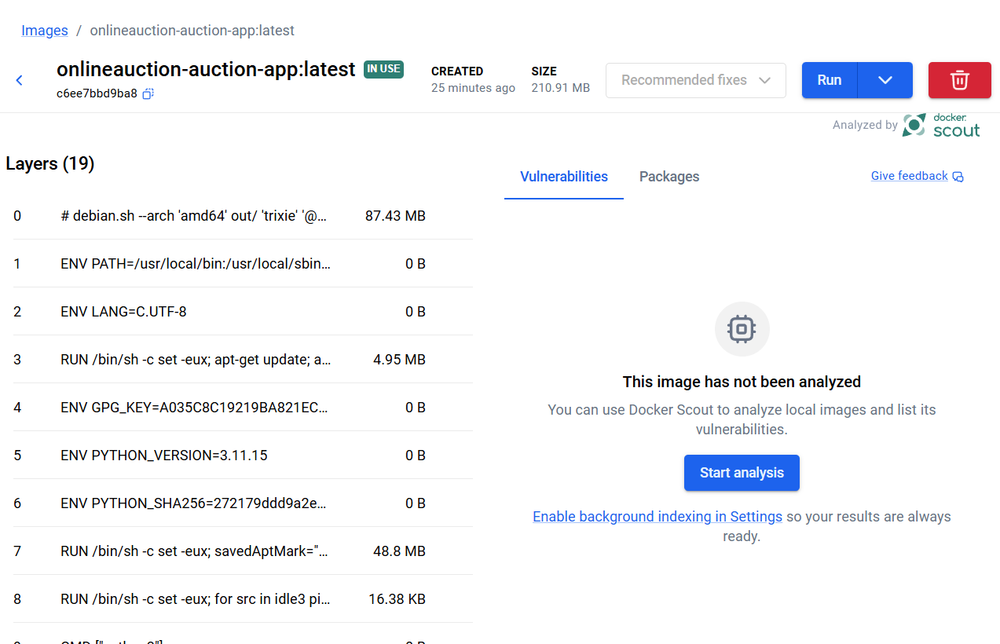 Images / onlineauction-auction-app:latest
onlineauction-auction-app:latest IN USE
c6ee7bbd9ba8
CREATED
25 minutes ago
SIZE
210.91 MB
Recommended fixes
Run
Analyzed by docker scout
Layers (19)
0 # debian.sh --arch 'amd64' out/ 'trixie' '@... 87.43 MB
1 ENV PATH=/usr/local/bin:/usr/local/sbin... 0 B
2 ENV LANG=C.UTF-8 0 B
3 RUN /bin/sh -c set -eux; apt-get update; a... 4.95 MB
4 ENV GPG_KEY=A035C8C19219BA821EC... 0 B
5 ENV PYTHON_VERSION=3.11.15 0 B
6 ENV PYTHON_SHA256=272179ddd9a2e... 0 B
7 RUN /bin/sh -c set -eux; savedAptMark="... 48.8 MB
8 RUN /bin/sh -c set -eux; for src in idle3 pi... 16.38 KB
Vulnerabilities
Packages
Give feedback
This image has not been analyzed
You can use Docker Scout to analyze local images and list its
vulnerabilities.
Start analysis
Enable background indexing in Settings so your results are always
ready.